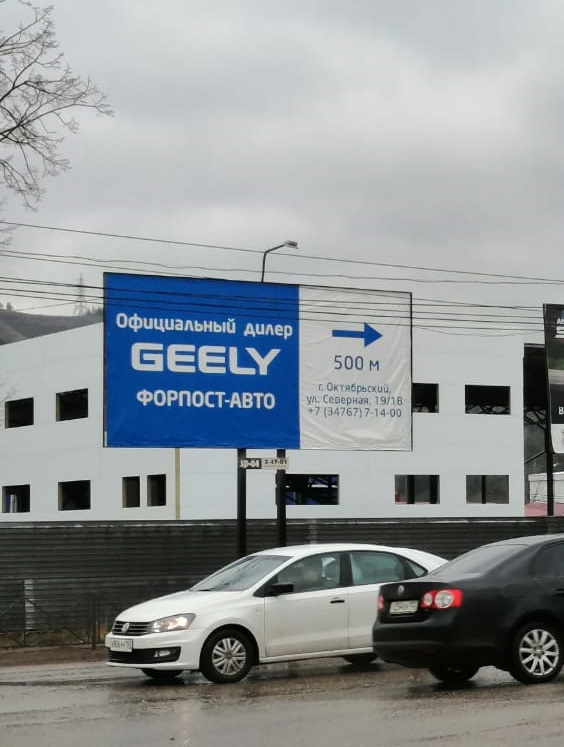 Официальный дилер
GEELY
ФОРПОСТ-АВТО
500 м
г. Октябрьский,
ул. Северная, 19/18
+7 (34767) 7-14-00